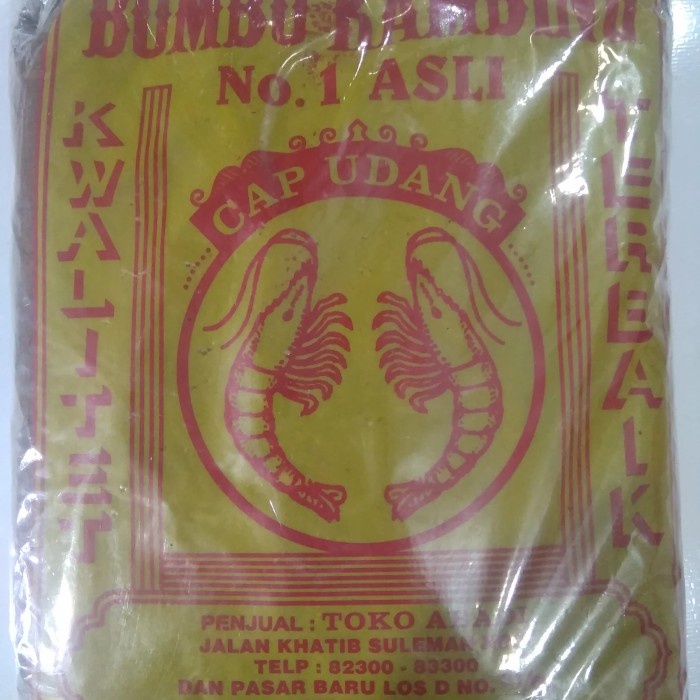 BUMBU KAMBING
No. 1 ASLI
KWALITET
TERBAIK
CAP UDANG
PENJUAL : TOKO
JALAN KHATIB SULEMAN
TELP : 82300 - 83300
DAN PASAR BARU LOS D NO.